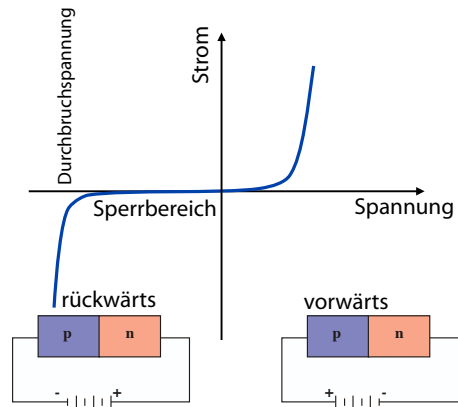 Durchbruchspannung
Strom
Sperrbereich
Spannung
rückwärts
vorwärts
p n
p n
- +
+ -